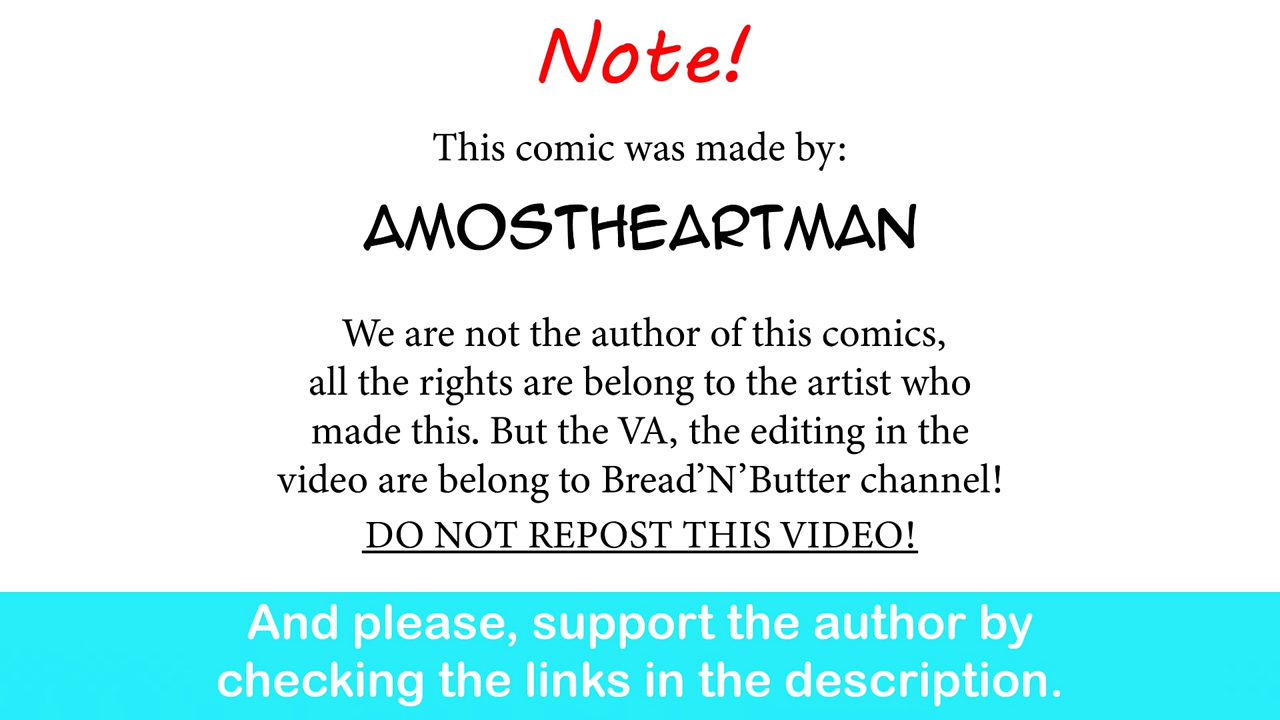 Note!
This comic was made by:
AMOSTHEARTMAN
We are not the author of this comics,
all the rights are belong to the artist who
made this. But the VA, the editing in the
video are belong to Bread’N’Butter channel!
DO NOT REPOST THIS VIDEO!
And please, support the author by
checking the links in the description.